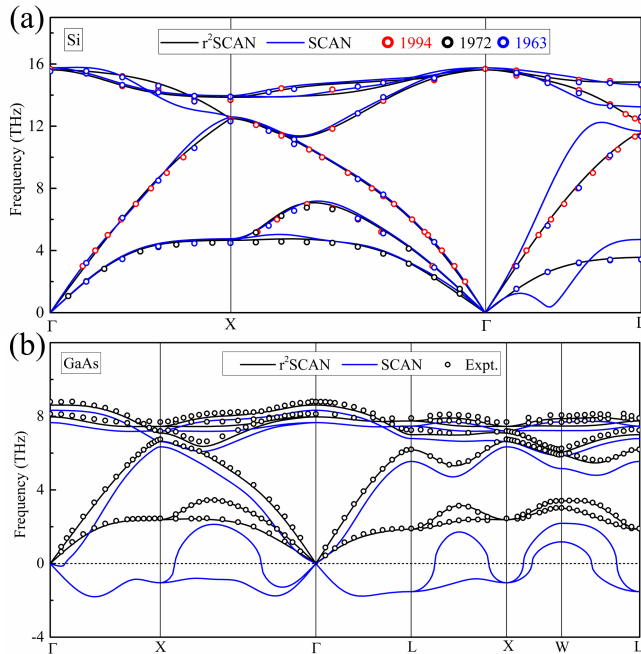 (a)
Si
r²SCAN SCAN 1994 1972 1963
16
12
8
4
0
Frequency (THz)
Γ X Γ L
(b)
GaAs
r²SCAN SCAN Expt.
8
4
0
-4
Frequency (THz)
Γ X Γ L X W L